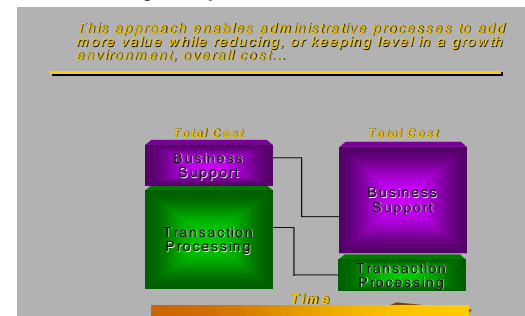 This approach enables administrative processes to add
more value while reducing, or keeping level in a growth
environment, overall cost...
Total Cost
Total Cost
Business
Support
Business
Support
Transaction
Processing
Transaction
Processing
Time